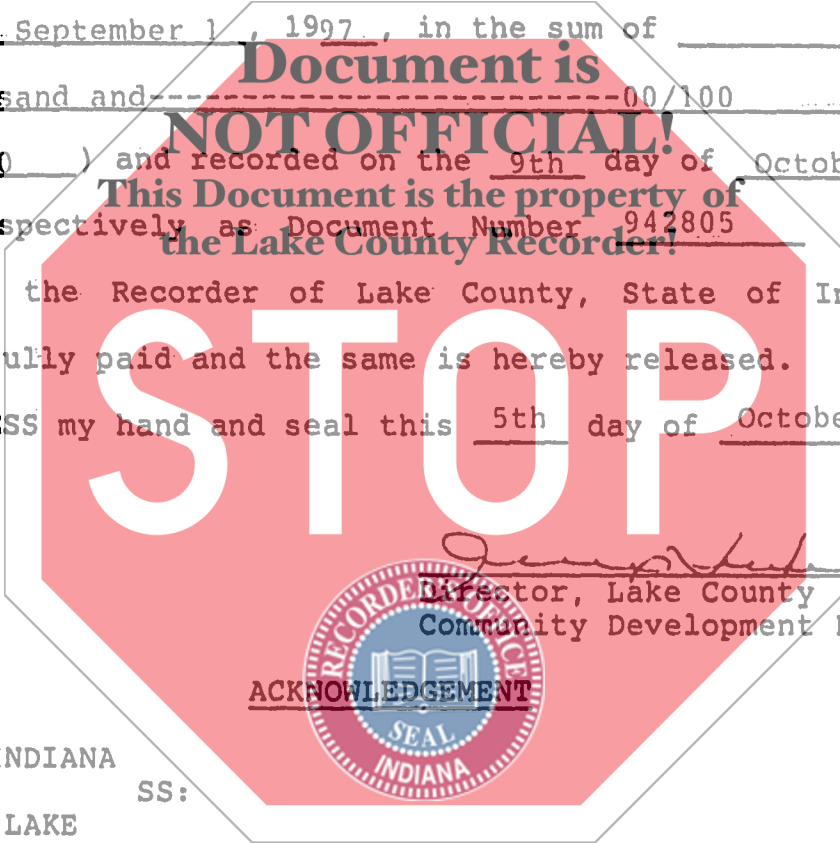 September 1, 1997, in the sum of
Document is
sand and---------------------------00/100
NOT OFFICIAL!
0 ) and recorded on the 9th day of Octob
This Document is the property of
spectively as Document Number 942805
the Lake County Recorder!
the Recorder of Lake County, State of In
ully paid and the same is hereby released.
STOP
SS my hand and seal this 5th day of Octobe
Director, Lake County
Community Development
RECORDER'S OFFICE
ACKNOWLEDGEMENT
SEAL
INDIANA
INDIANA
SS:
LAKE